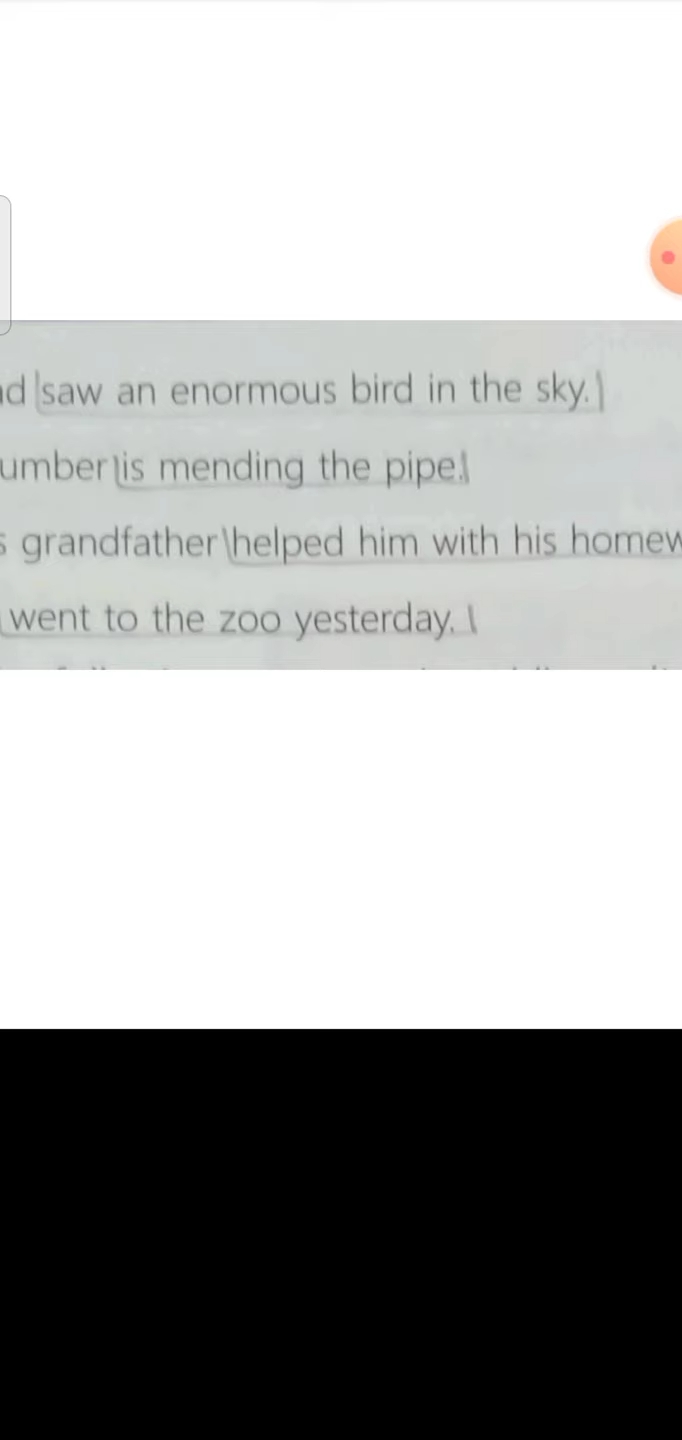 saw an enormous bird in the sky.
is mending the pipe.
grandfather helped him with his
went to the zoo yesterday.